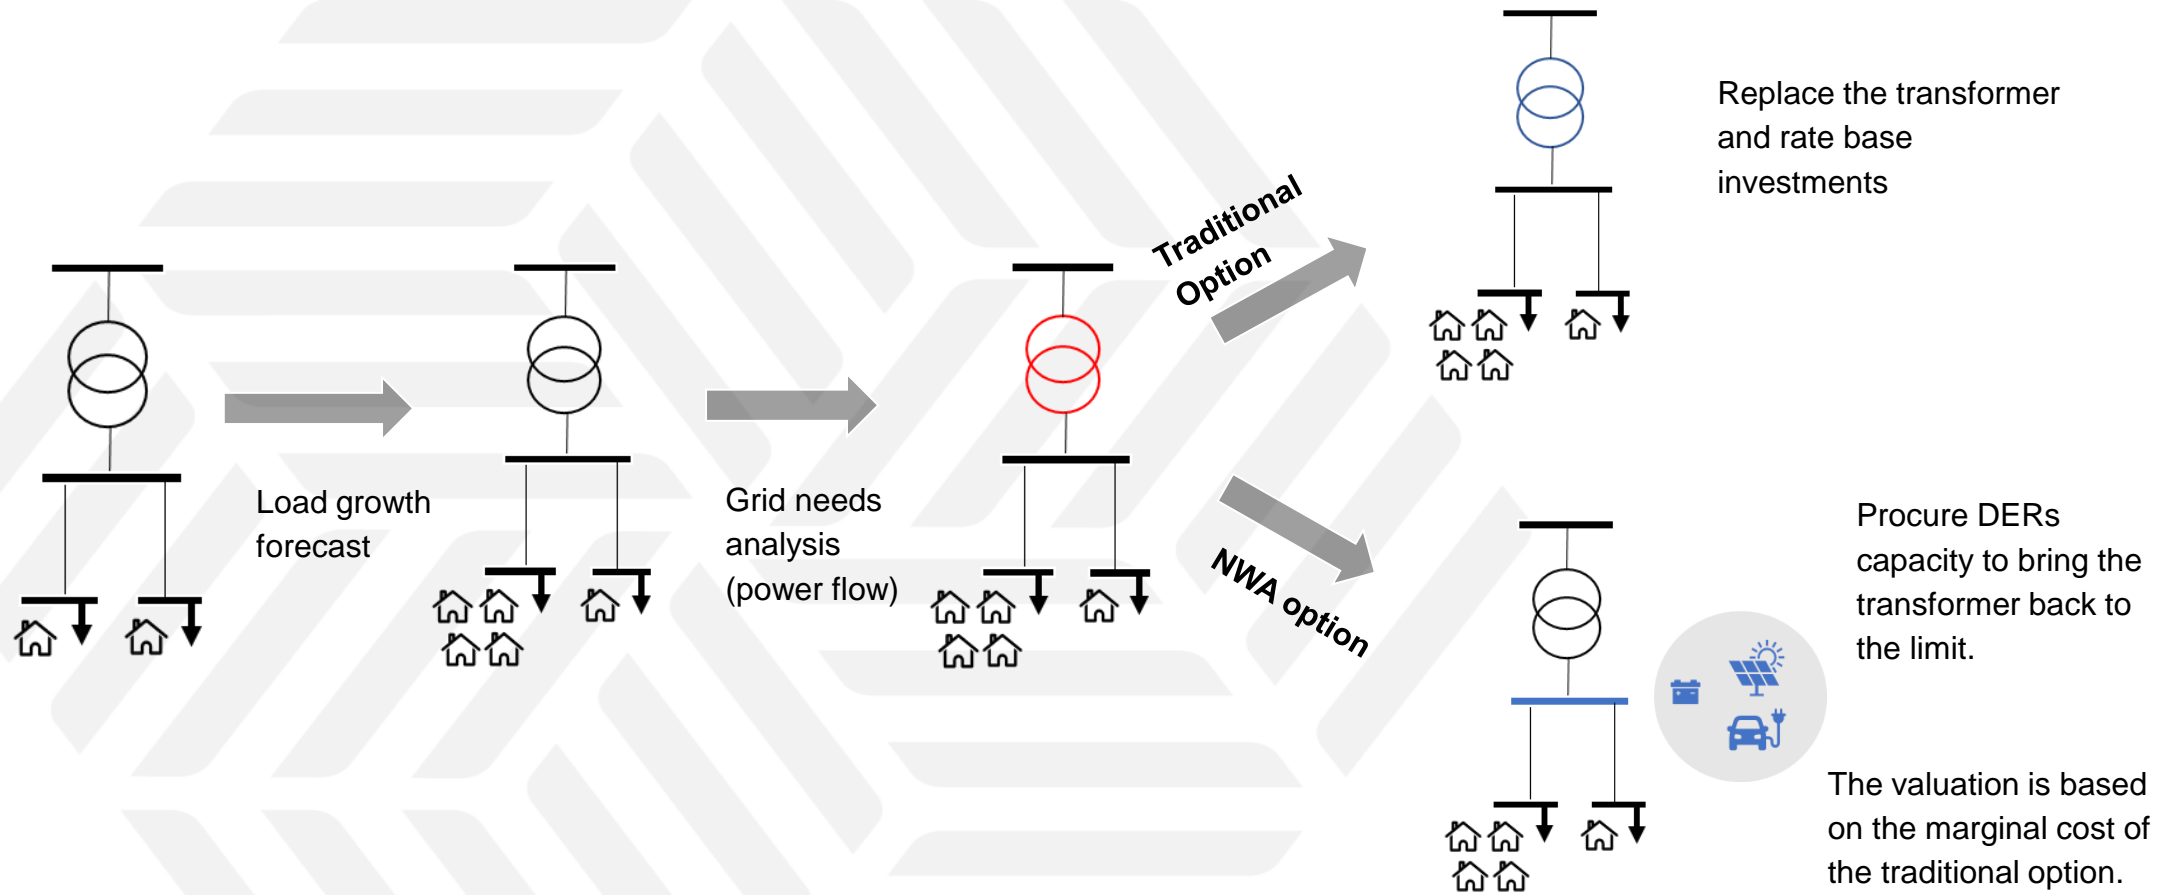 Load growth
forecast
Grid needs
analysis
(power flow)
Traditional
Option
Replace the transformer
and rate base
investments
NWA option
Procure DERs
capacity to bring the
transformer back to
the limit.
The valuation is based
on the marginal cost of
the traditional option.